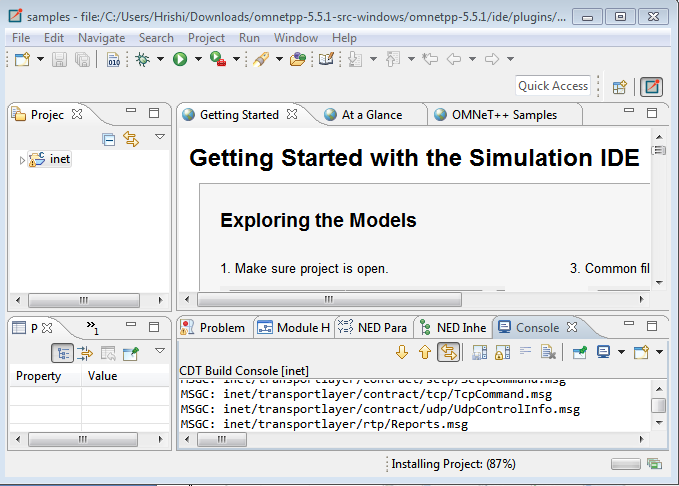 samples - file:/C:/Users/Hrishi/Downloads/omnetpp-5.5.1-src-windows/omnetpp-5.5.1/ide/plugins/...
File Edit Navigate Search Project Run Window Help
010
Quick Access
Projec
inet
Getting Started
At a Glance
OMNeT++ Samples
Getting Started with the Simulation IDE
Exploring the Models
1. Make sure project is open.
3. Common fil
P
»1
Property Value
Problem
Module H
NED Para
NED Inhe
Console
CDT Build Console [inet]
MSGC: inet/transportlayer/contract/sctp/SctpCommand.msg
MSGC: inet/transportlayer/contract/tcp/TcpCommand.msg
MSGC: inet/transportlayer/contract/udp/UdpControlInfo.msg
MSGC: inet/transportlayer/rtp/Reports.msg
Installing Project: (87%)